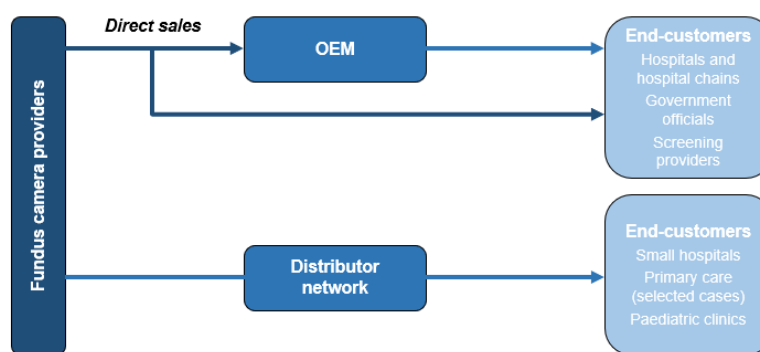 Fundus camera providers
Direct sales
OEM
End-customers
Hospitals and
hospital chains
Government
officials
Screening
providers
Distributor
network
End-customers
Small hospitals
Primary care
(selected cases)
Paediatric clinics